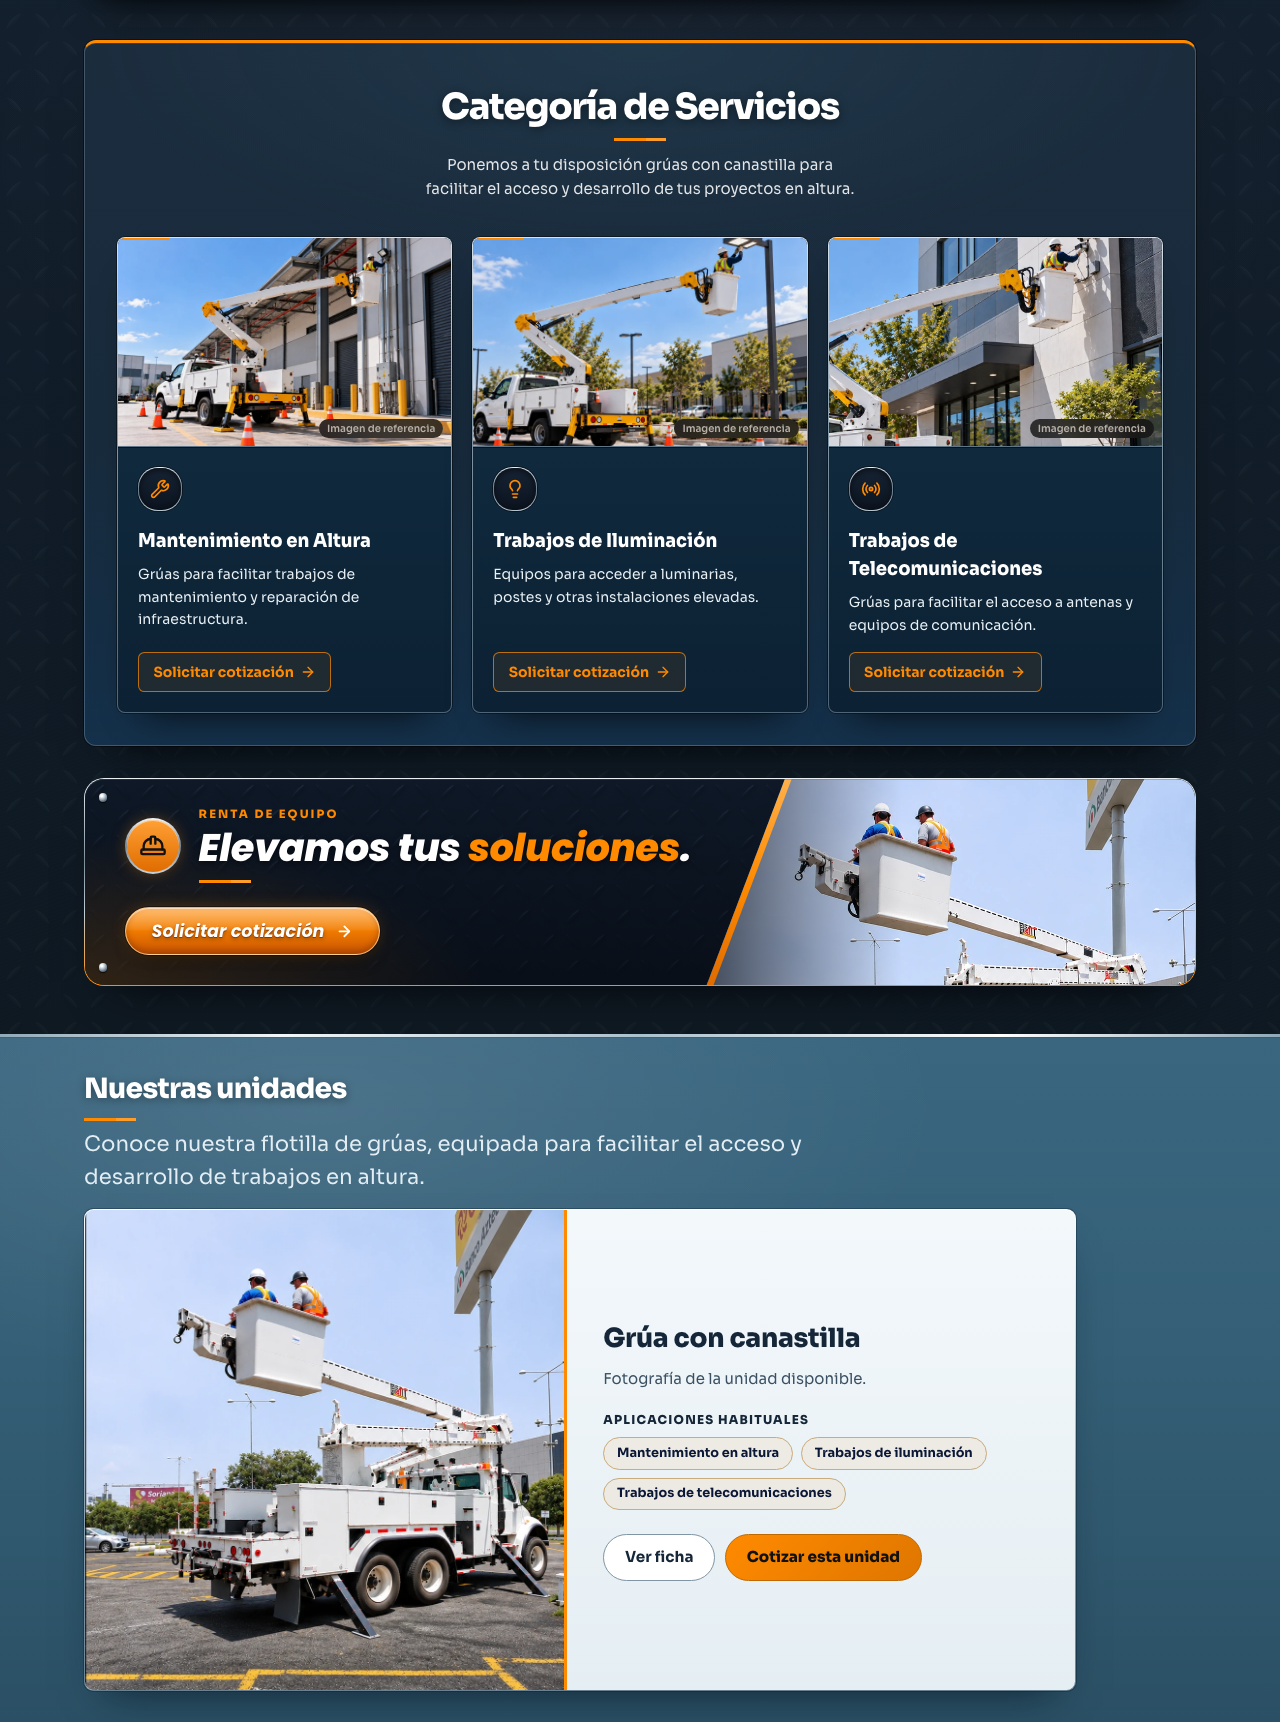 Categoría de Servicios
Ponemos a tu disposición grúas con canastilla para
facilitar el acceso y desarrollo de tus proyectos en altura.
Imagen de referencia
Mantenimiento en Altura
Grúas para facilitar trabajos de
mantenimiento y reparación de
infraestructura.
Solicitar cotización →
Imagen de referencia
Trabajos de Iluminación
Equipos para acceder a luminarias,
postes y otras instalaciones elevadas.
Solicitar cotización →
Imagen de referencia
Trabajos de
Telecomunicaciones
Grúas para facilitar el acceso a antenas y
equipos de comunicación.
Solicitar cotización →
RENTA DE EQUIPO
Elevamos tus soluciones.
Solicitar cotización →
Nuestras unidades
Conoce nuestra flotilla de grúas, equipada para facilitar el acceso y
desarrollo de trabajos en altura.
Banco Aztec
Soriana
Grúa con canastilla
Fotografía de la unidad disponible.
APLICACIONES HABITUALES
Mantenimiento en altura
Trabajos de iluminación
Trabajos de telecomunicaciones
Ver ficha
Cotizar esta unidad